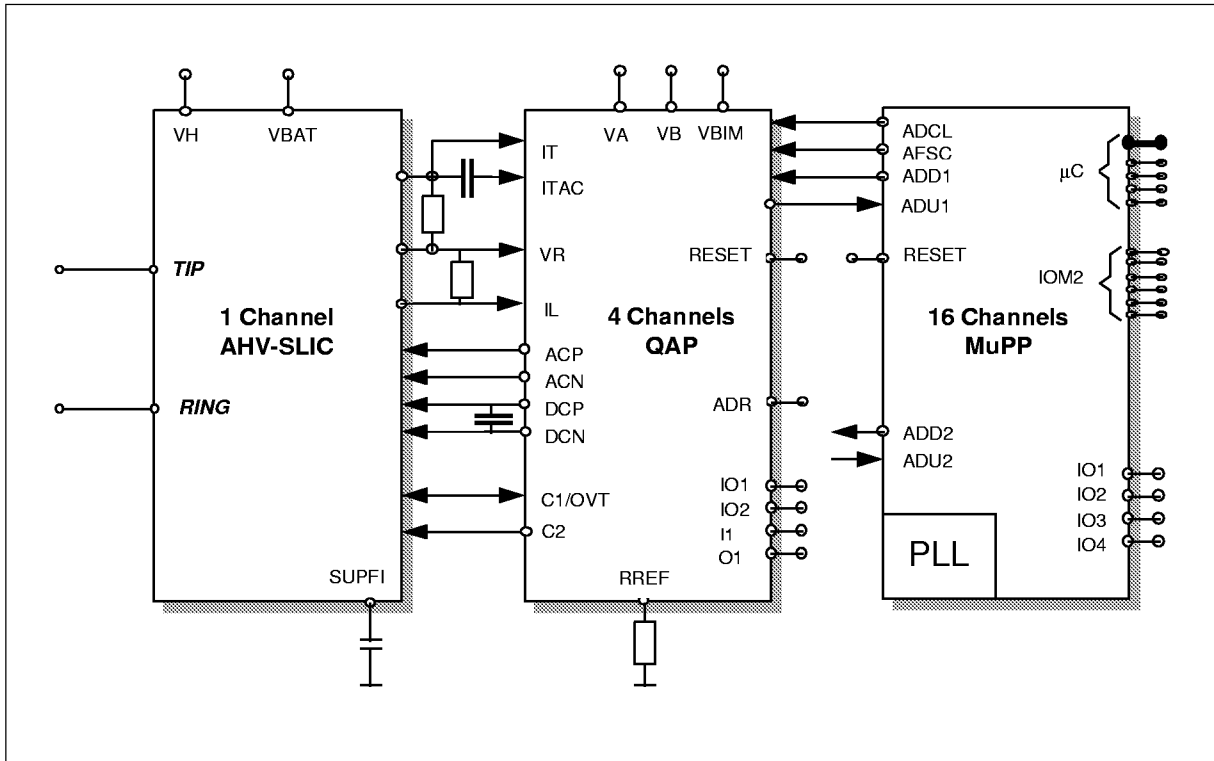 VH
VBAT
TIP
RING
1 Channel
AHV-SLIC
SUPFI
VA
VB
VBIM
IT
ITAC
VR
IL
ACP
ACN
DCP
DCN
C1/OVT
C2
4 Channels
QAP
RESET
ADR
IO1
IO2
I1
O1
RREF
ADCL
AFSC
ADD1
ADU1
RESET
16 Channels
MuPP
ADD2
ADU2
PLL
µC
IOM2
IO1
IO2
IO3
IO4